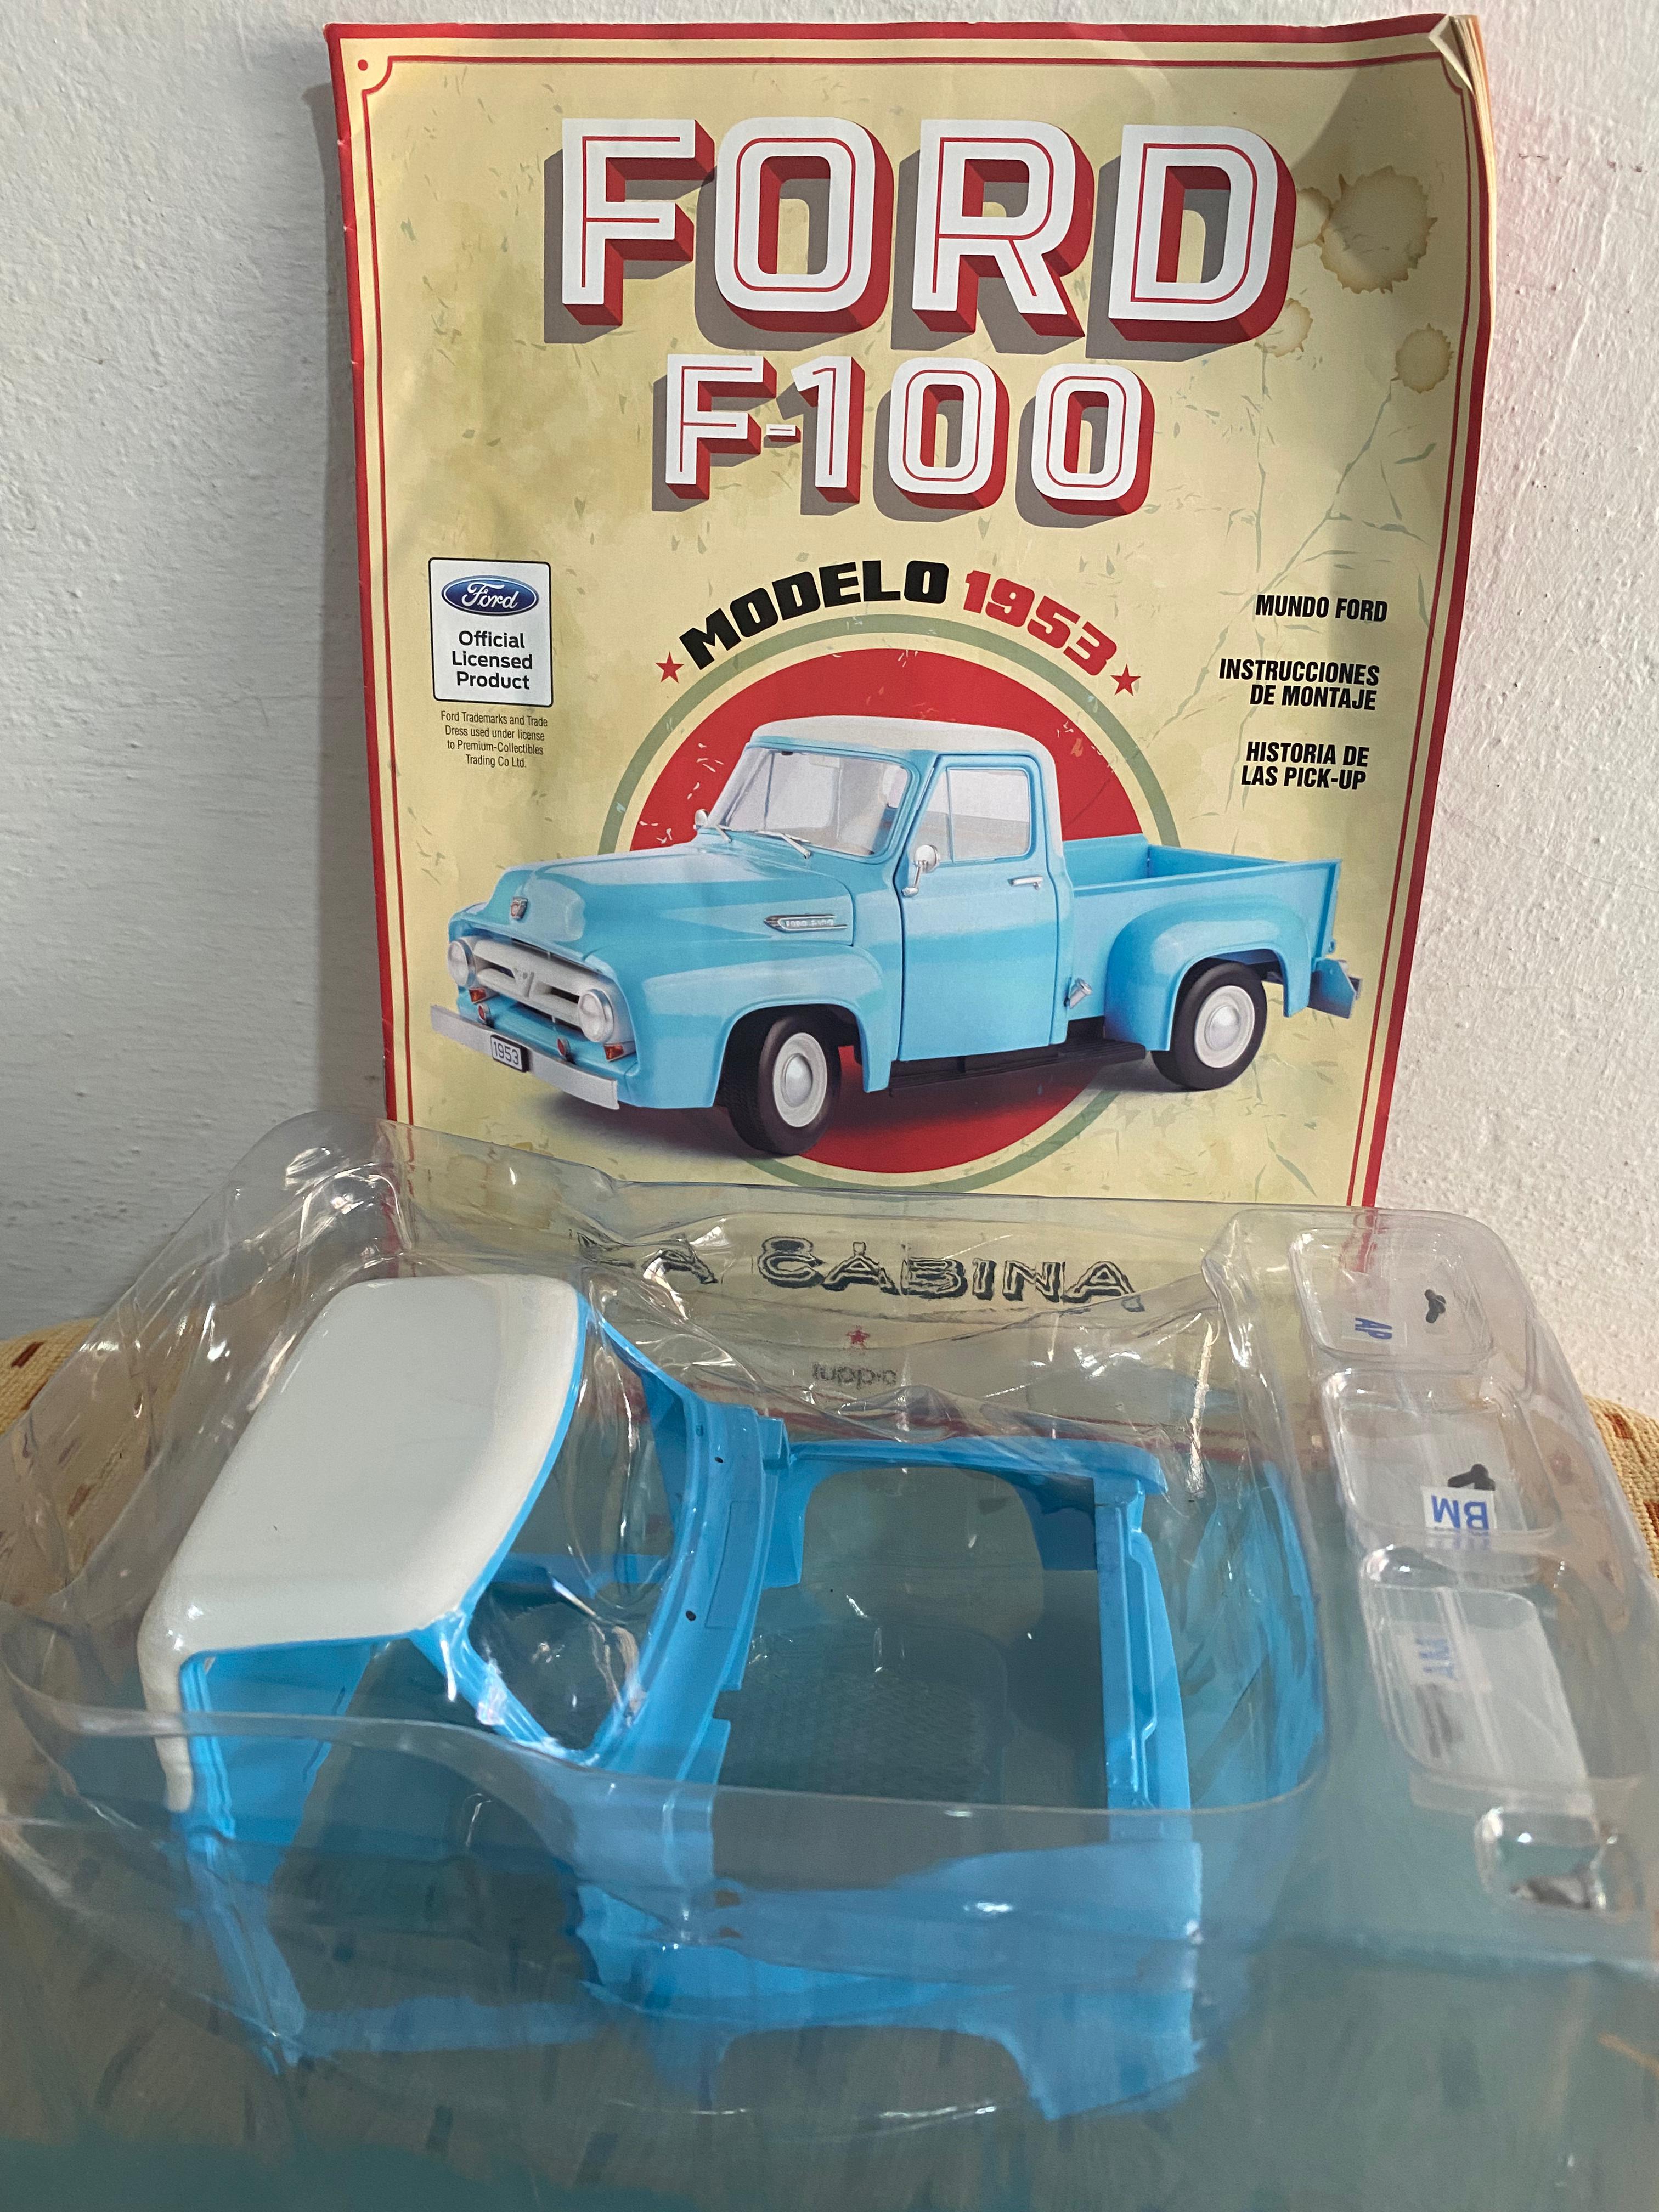 FORD
F-100
MODELO 1953
Ford
Official
Licensed
Product
Ford Trademarks and Trade
Dress used under license
to Premium-Collectibles
Trading Co Ltd.
MUNDO FORD
INSTRUCCIONES
DE MONTAJE
HISTORIA DE
LAS PICK-UP
1953
LA CABINA
AP
BM